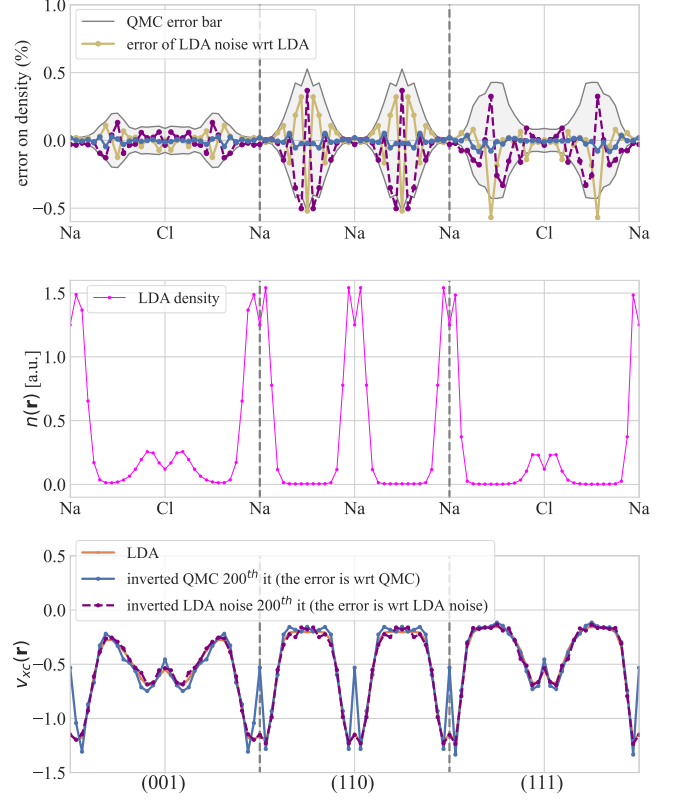 1.0
QMC error bar
error of LDA noise wrt LDA
0.5
0.0
−0.5
error on density (%)
Na Cl Na Na Na Cl Na
1.5
LDA density
1.0
0.5
0.0
n(r) [a.u.]
Na Cl Na Na Na Cl Na
0.5
LDA
inverted QMC 200th it (the error is wrt QMC)
inverted LDA noise 200th it (the error is wrt LDA noise)
0.0
−0.5
−1.0
−1.5
vxc(r)
(001) (110) (111)